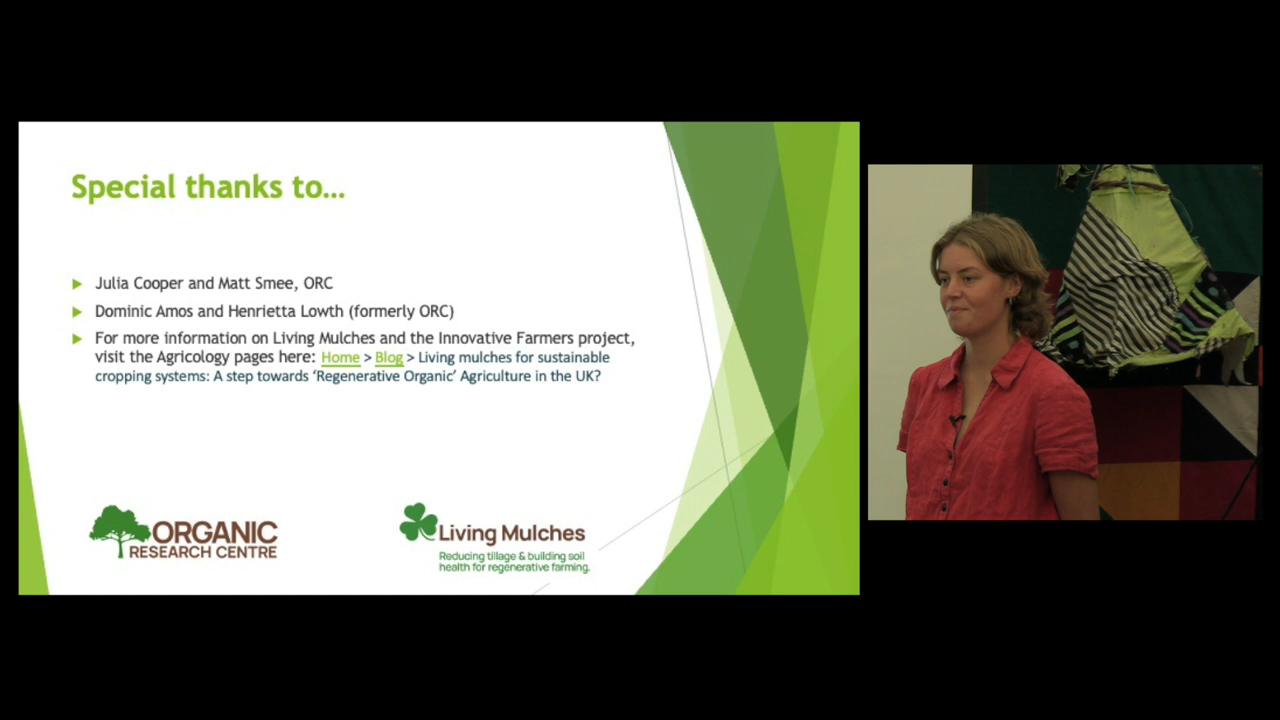 Special thanks to...
Julia Cooper and Matt Smee, ORC
Dominic Amos and Henrietta Lowth (formerly ORC)
For more information on Living Mulches and the Innovative Farmers project,
visit the Agricology pages here: Home > Blog > Living mulches for sustainable
cropping systems: A step towards ‘Regenerative Organic’ Agriculture in the UK?
ORGANIC
RESEARCH CENTRE
Living Mulches
Reducing tillage & building soil
health for regenerative farming.